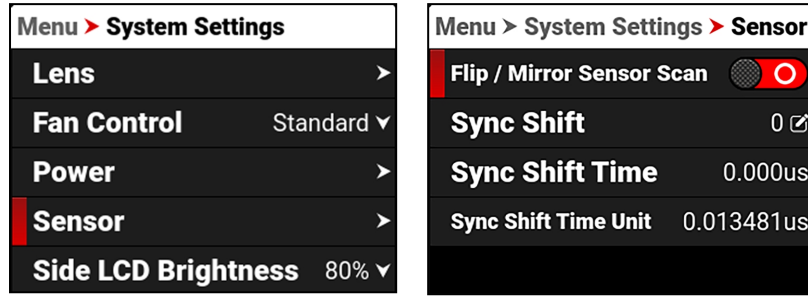 Menu > System Settings
Lens
Fan Control Standard
Power
Sensor
Side LCD Brightness 80%
Menu > System Settings > Sensor
Flip / Mirror Sensor Scan
Sync Shift 0
Sync Shift Time 0.000us
Sync Shift Time Unit 0.013481us